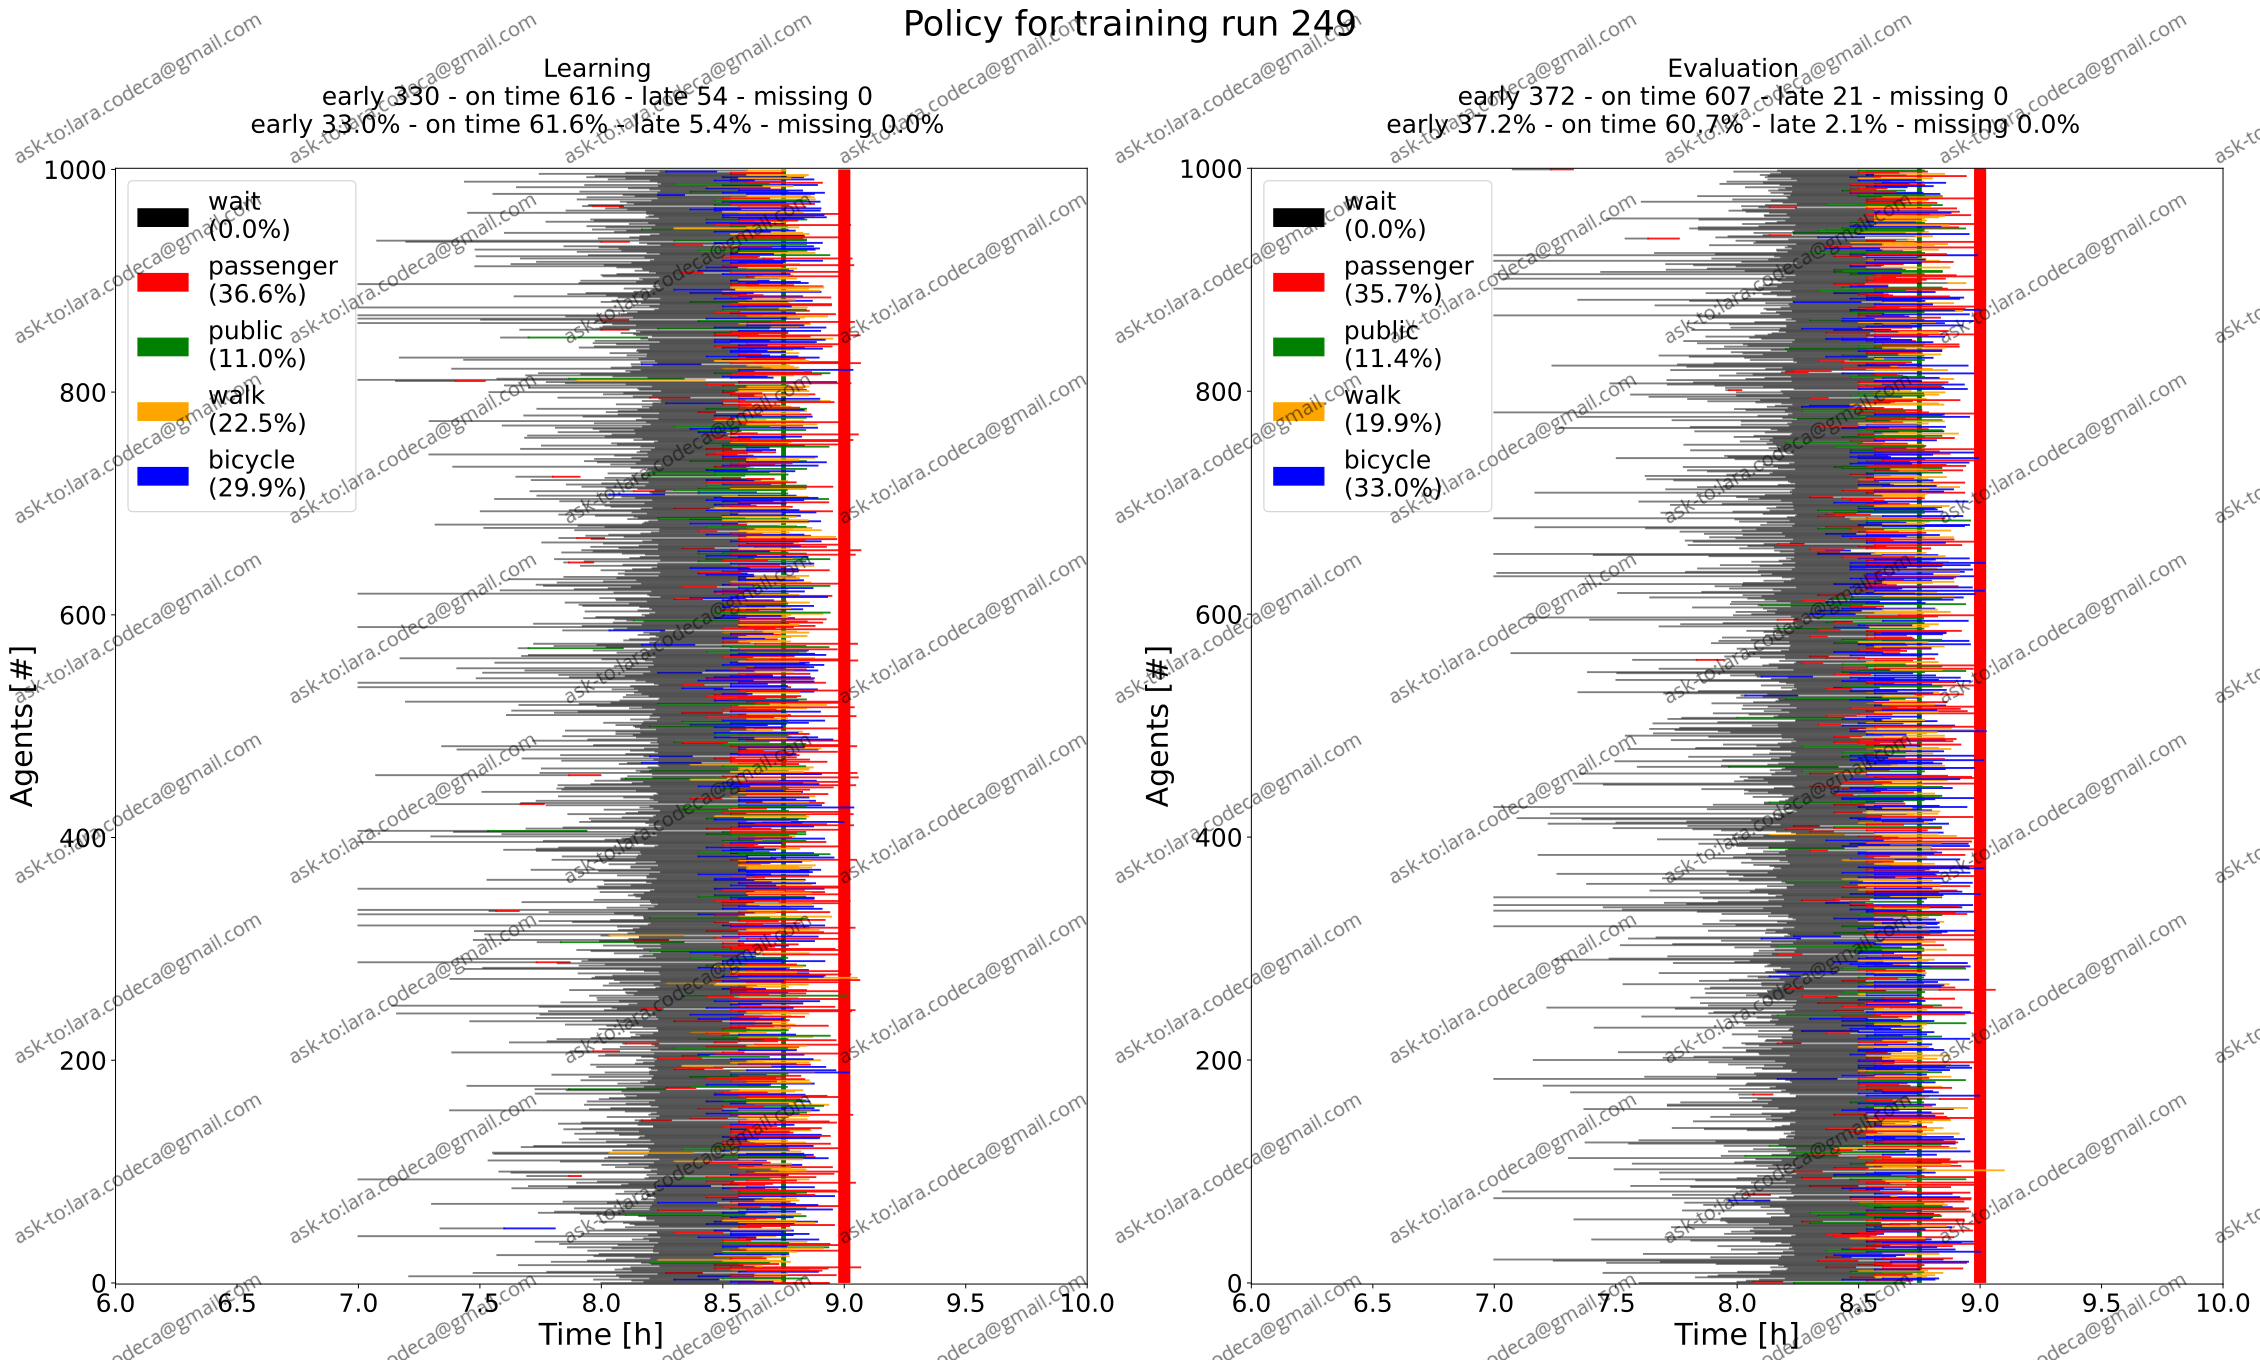 Policy for training run 249
Learning
early 330 - on time 616 - late 54 - missing 0
early 33.0% - on time 61.6% - late 5.4% - missing 0.0%
1000
800
600
400
200
0
Agents [#]
wait
(0.0%)
passenger
(36.6%)
public
(11.0%)
walk
(22.5%)
bicycle
(29.9%)
6.0 6.5 7.0 7.5 8.0 8.5 9.0 9.5 10.0
Time [h]
Evaluation
early 372 - on time 607 - late 21 - missing 0
early 37.2% - on time 60.7% - late 2.1% - missing 0.0%
1000
800
600
400
200
0
Agents [#]
wait
(0.0%)
passenger
(35.7%)
public
(11.4%)
walk
(19.9%)
bicycle
(33.0%)
6.0 6.5 7.0 7.5 8.0 8.5 9.0 9.5 10.0
Time [h]
ask-to:lara.codeca@gmail.com